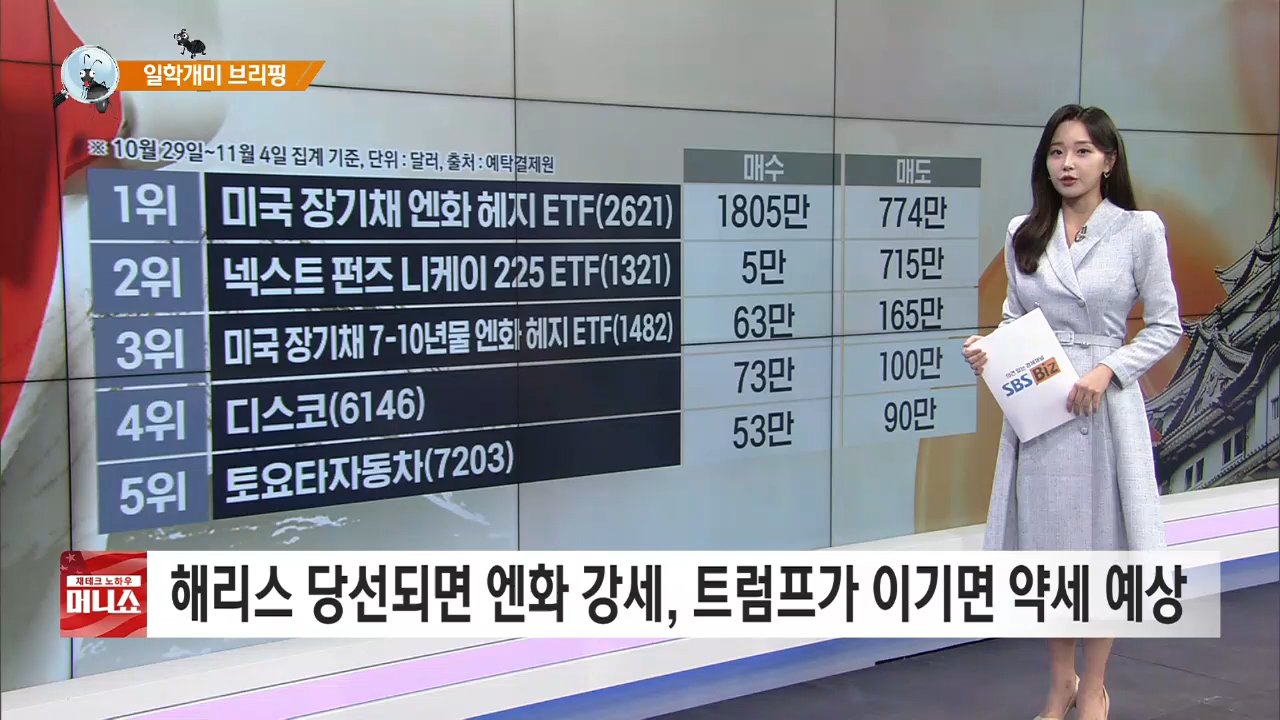 일학개미 브리핑
※ 10월 29일~11월 4일 집계 기준, 단위 : 달러, 출처 : 예탁결제원
매수 매도
1위 미국 장기채 엔화 헤지 ETF(2621) 1805만 774만
2위 넥스트 펀즈 니케이 225 ETF(1321) 5만 715만
3위 미국 장기채 7-10년물 엔화 헤지 ETF(1482) 63만 165만
4위 디스코(6146) 73만 100만
5위 토요타자동차(7203) 53만 90만
의견 있는 경제채널
SBS Biz
재테크 노하우
머니쇼
해리스 당선되면 엔화 강세, 트럼프가 이기면 약세 예상